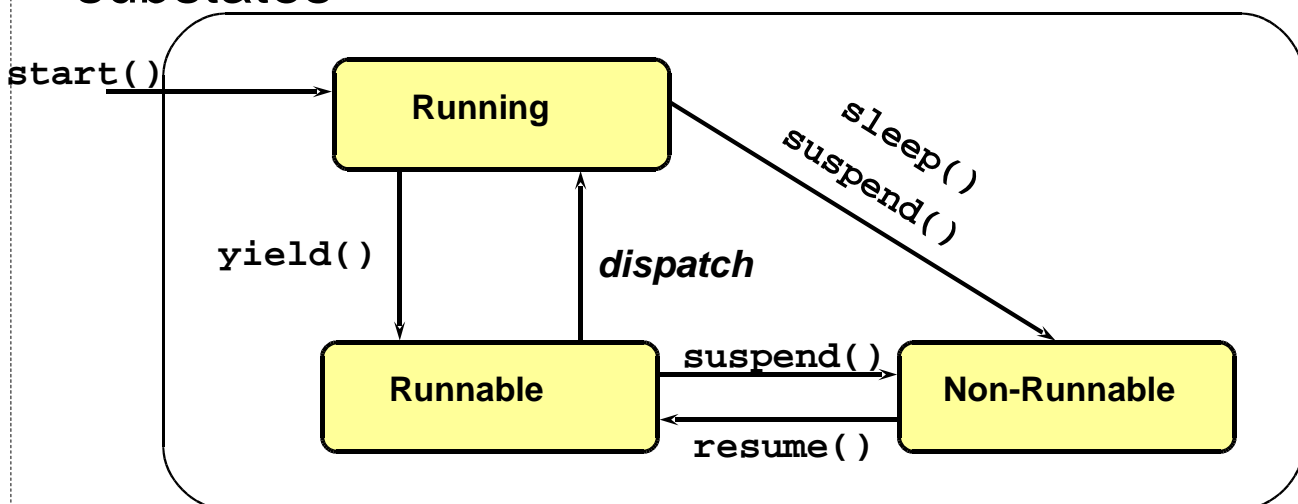 substates
start()
Running
sleep()
suspend()
yield()
dispatch
Runnable
suspend()
Non-Runnable
resume()